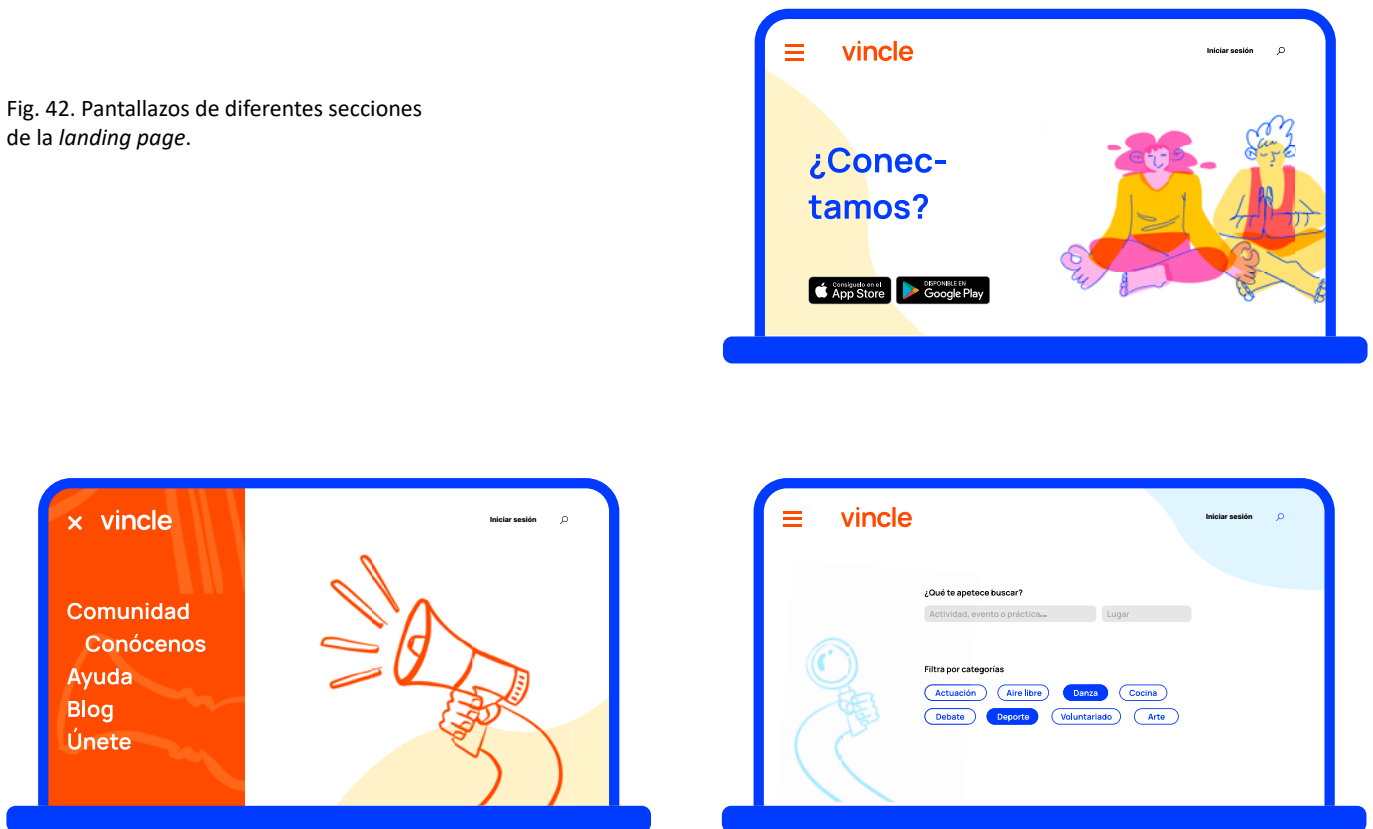 Fig. 42. Pantallazos de diferentes secciones
de la landing page.
vincle
Iniciar sesión
¿Conec-
tamos?
Consíguelo en el
App Store
DISPONIBLE EN
Google Play
vincle
Iniciar sesión
Comunidad
Conócenos
Ayuda
Blog
Únete
vincle
Iniciar sesión
¿Qué te apetece buscar?
Actividad, evento o práctica... Lugar
Filtra por categorías
Actuación Aire libre Danza Cocina
Debate Deporte Voluntariado Arte